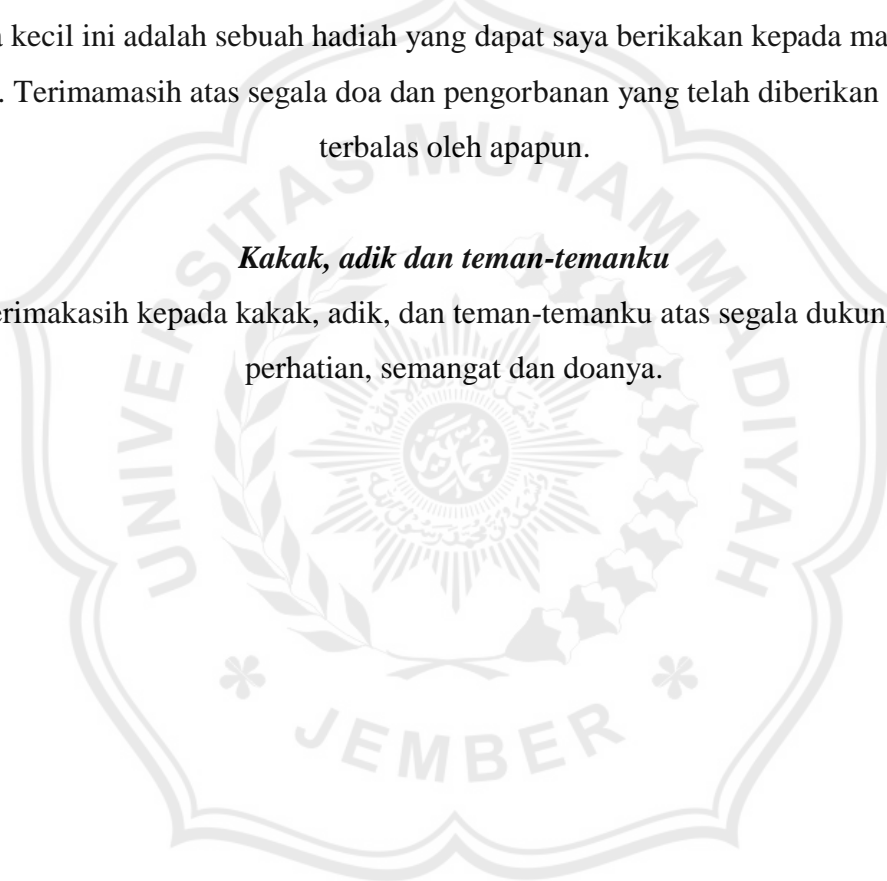 kecil ini adalah sebuah hadiah yang dapat saya berikakan kepada ma
. Terimamasih atas segala doa dan pengorbanan yang telah diberikan
terbalas oleh apapun.
Kakak, adik dan teman-temanku
erimakasih kepada kakak, adik, dan teman-temanku atas segala dukun
perhatian, semangat dan doanya.
UNIVERSITAS MUHAMMADIYAH
JEMBER